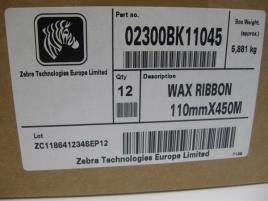 Part no.
02300BK11045
Box Weight:
(approx.)
5,881 kg
Zebra Technologies Europe Limited
Qty
12
Description
WAX RIBBON
110mmX450M
Lot
ZC118641234SEP12
Zebra Technologies Europe Limited